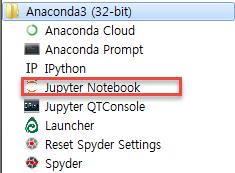 Anaconda3 (32-bit)
Anaconda Cloud
Anaconda Prompt
IP IPython
Jupyter Notebook
Jupyter QTConsole
Launcher
Reset Spyder Settings
Spyder